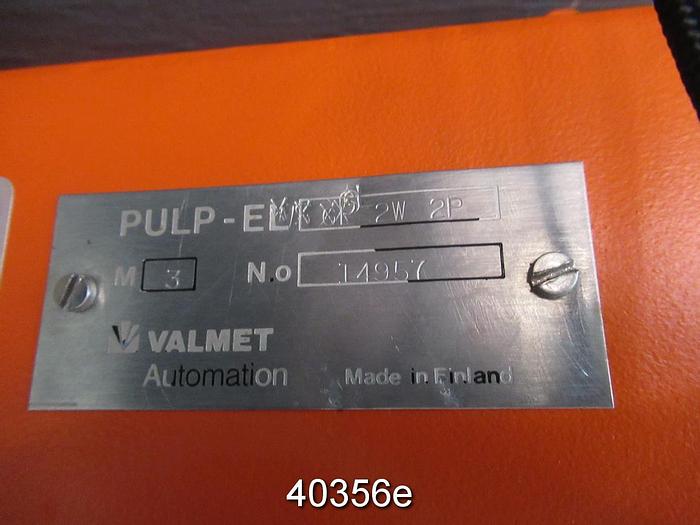 PULP-EL 2W 2P
M 3 N.o 14957
VALMET
Automation Made in Finland
40356e